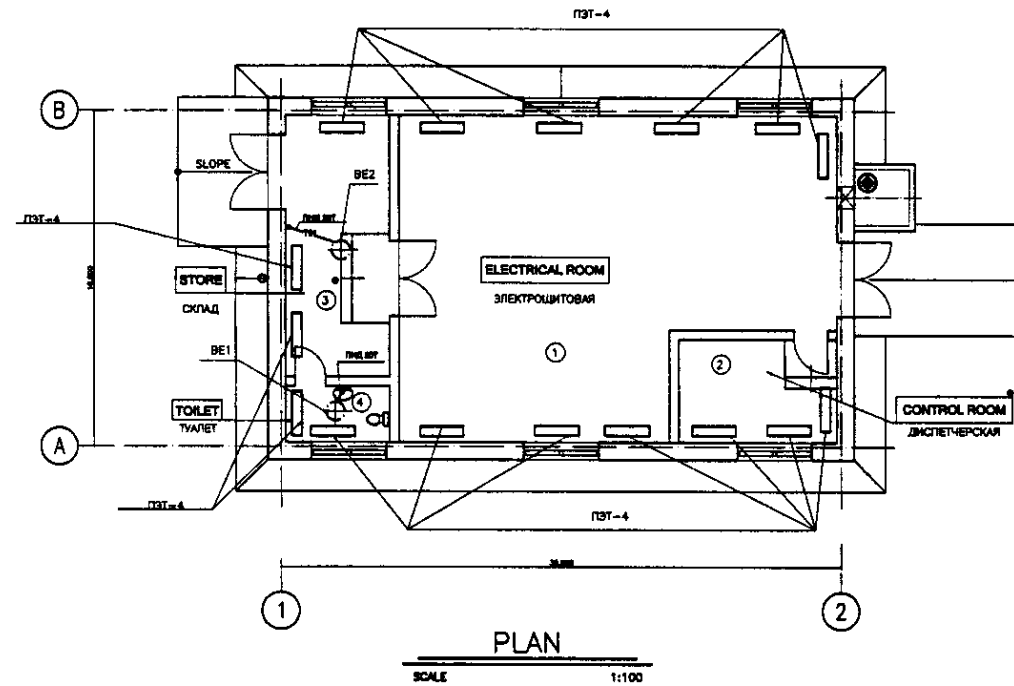 ПЭТ-4
B
SLOPE
BE2
ПЭТ-4
STORE
СКЛАД
3
ELECTRICAL ROOM
ЭЛЕКТРОЩИТОВАЯ
1
2
BE1
4
TOILET
ТУАЛЕТ
CONTROL ROOM
ДИСПЕТЧЕРСКАЯ
A
ПЭТ-4
ПЭТ-4
1
2
PLAN
SCALE 1:100